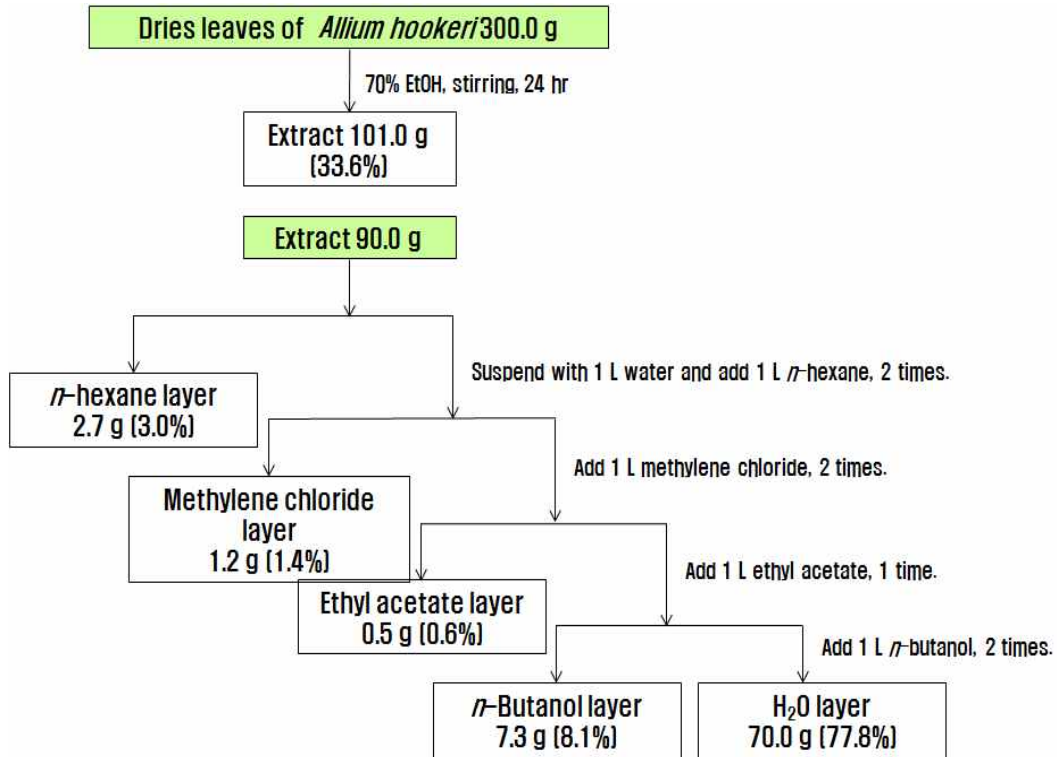 Dries leaves of Allium hookeri 300.0 g
70% EtOH, stirring, 24 hr
Extract 101.0 g
(33.6%)
Extract 90.0 g
Suspend with 1 L water and add 1 L n-hexane, 2 times.
n-hexane layer
2.7 g (3.0%)
Add 1 L methylene chloride, 2 times.
Methylene chloride
layer
1.2 g (1.4%)
Add 1 L ethyl acetate, 1 time.
Ethyl acetate layer
0.5 g (0.6%)
Add 1 L n-butanol, 2 times.
n-Butanol layer
7.3 g (8.1%)
H₂O layer
70.0 g (77.8%)